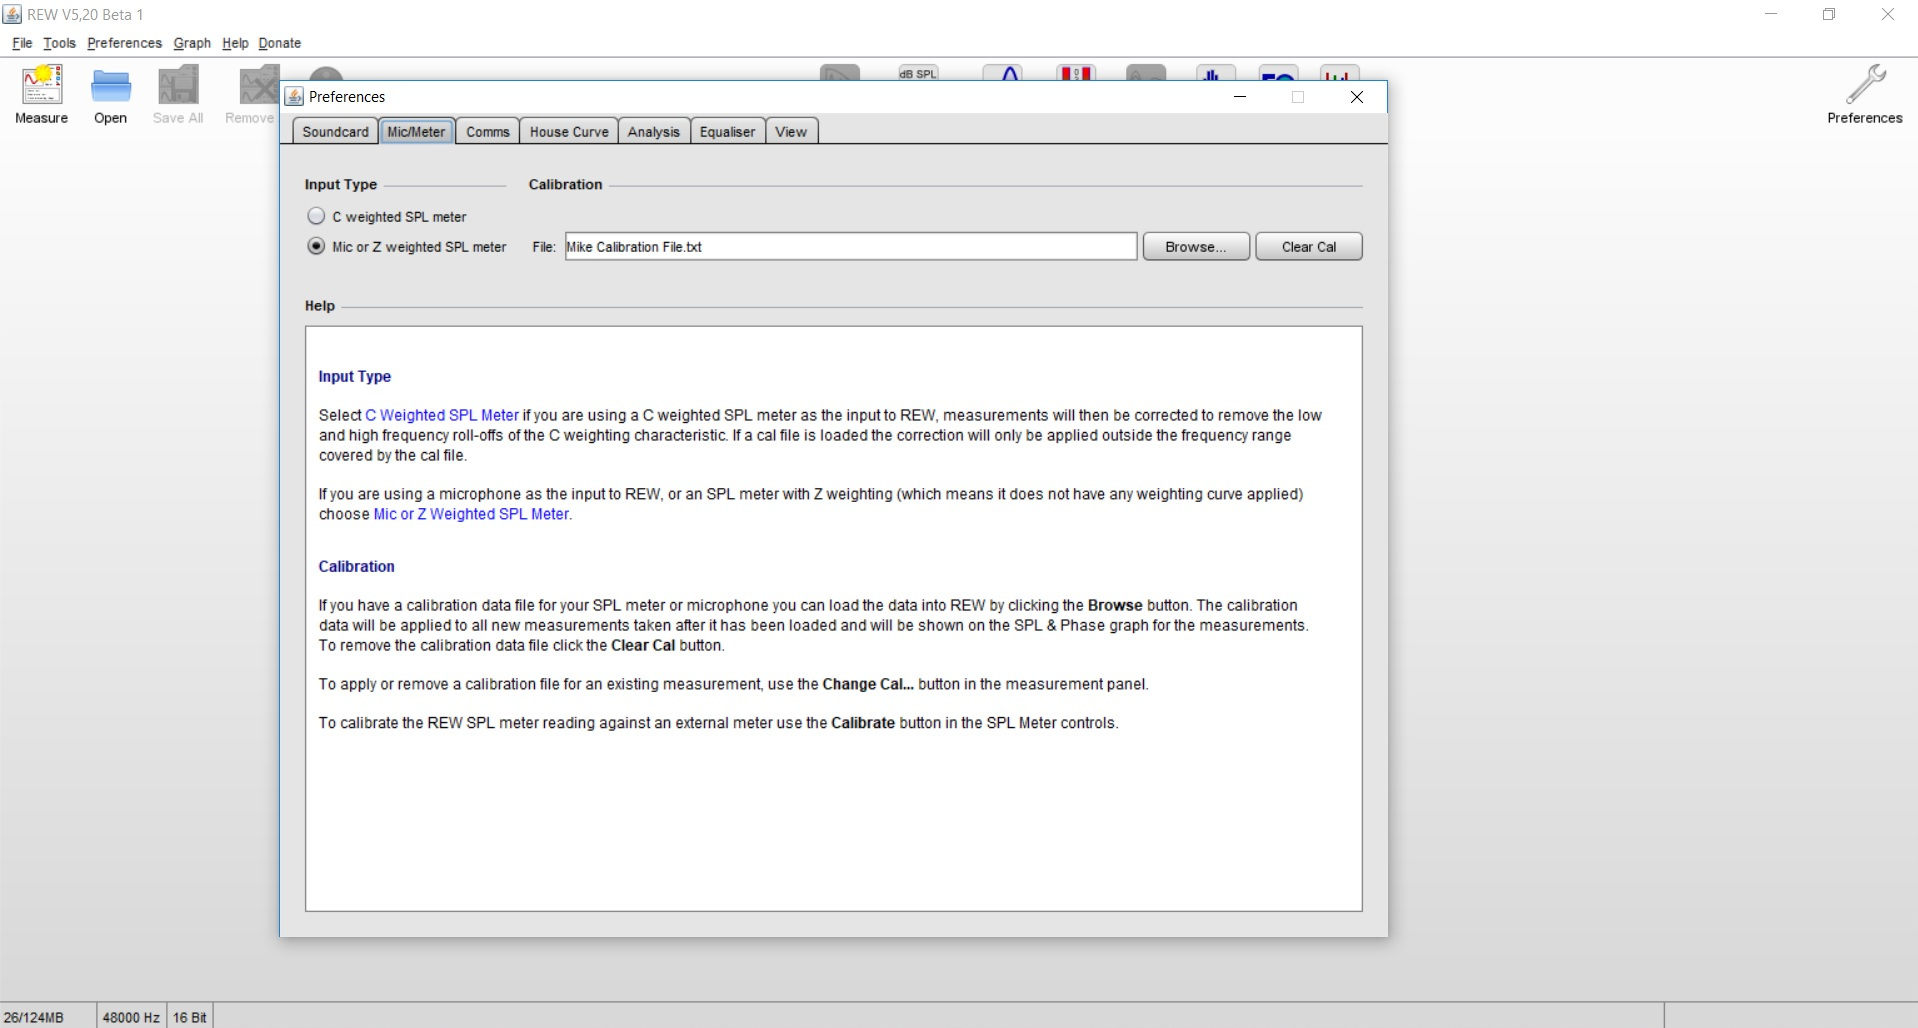 REW V5,20 Beta 1
File Tools Preferences Graph Help Donate
Measure Open Save All Remove
dB SPL
Preferences
Preferences
Soundcard Mic/Meter Comms House Curve Analysis Equaliser View
Input Type Calibration
C weighted SPL meter
Mic or Z weighted SPL meter File: Mike Calibration File.txt Browse... Clear Cal
Help
Input Type
Select C Weighted SPL Meter if you are using a C weighted SPL meter as the input to REW, measurements will then be corrected to remove the low
and high frequency roll-offs of the C weighting characteristic. If a cal file is loaded the correction will only be applied outside the frequency range
covered by the cal file.
If you are using a microphone as the input to REW, or an SPL meter with Z weighting (which means it does not have any weighting curve applied)
choose Mic or Z Weighted SPL Meter.
Calibration
If you have a calibration data file for your SPL meter or microphone you can load the data into REW by clicking the Browse button. The calibration
data will be applied to all new measurements taken after it has been loaded and will be shown on the SPL & Phase graph for the measurements.
To remove the calibration data file click the Clear Cal button.
To apply or remove a calibration file for an existing measurement, use the Change Cal... button in the measurement panel.
To calibrate the REW SPL meter reading against an external meter use the Calibrate button in the SPL Meter controls.
26/124MB 48000 Hz 16 Bit